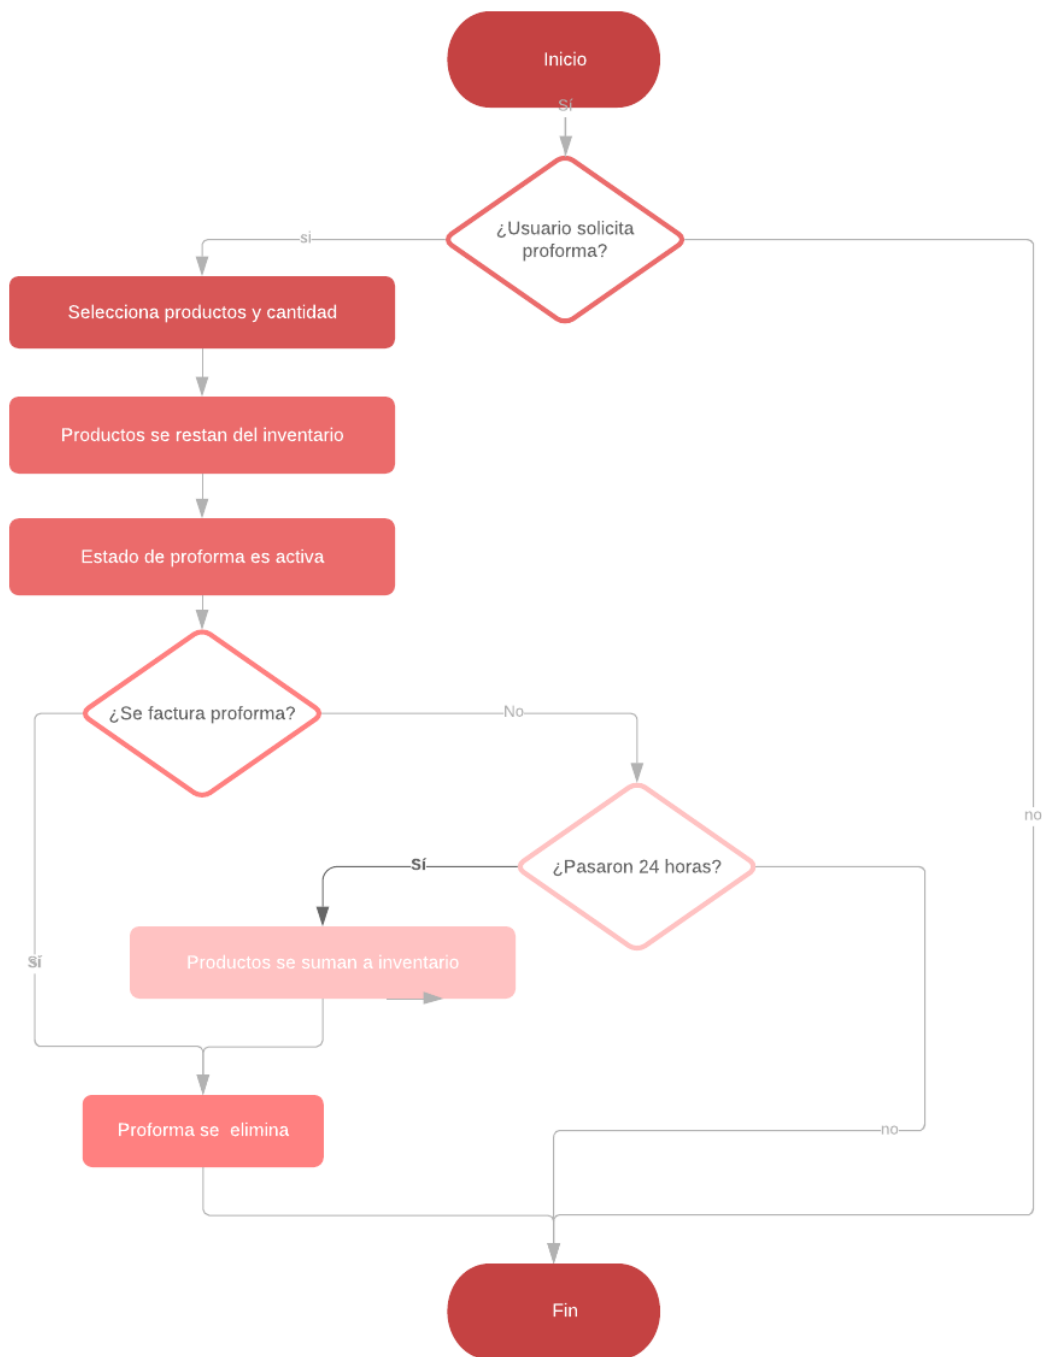 Inicio
Sí
¿Usuario solicita
proforma?
si
Selecciona productos y cantidad
Productos se restan del inventario
Estado de proforma es activa
¿Se factura proforma?
No
no
¿Pasaron 24 horas?
Sí
Productos se suman a inventario
Sí
Proforma se  elimina
no
Fin